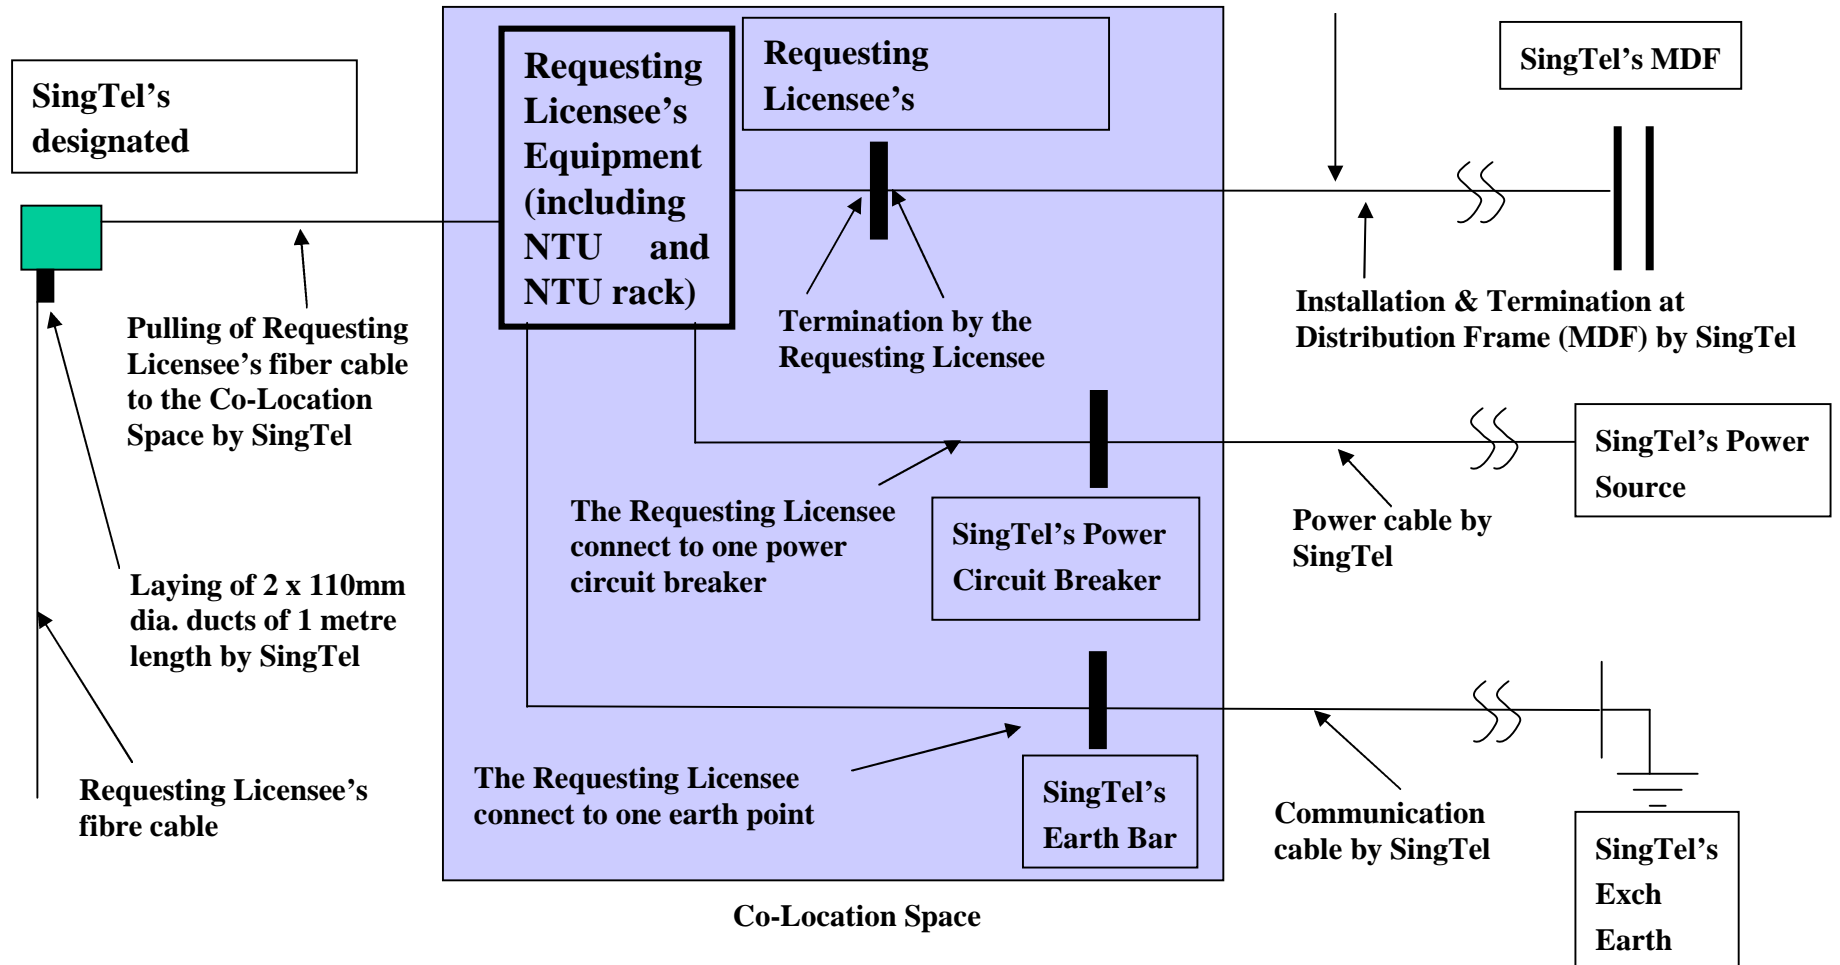 SingTel's
designated
Requesting
Licensee's
Equipment
(including
NTU and
NTU rack)
Requesting
Licensee's
SingTel's MDF
Pulling of Requesting
Licensee's fiber cable
to the Co-Location
Space by SingTel
Termination by the
Requesting Licensee
Installation & Termination at
Distribution Frame (MDF) by SingTel
The Requesting Licensee
connect to one power
circuit breaker
SingTel's Power
Circuit Breaker
Power cable by
SingTel
SingTel's Power
Source
Laying of 2 x 110mm
dia. ducts of 1 metre
length by SingTel
Requesting Licensee's
fibre cable
The Requesting Licensee
connect to one earth point
SingTel's
Earth Bar
Communication
cable by SingTel
SingTel's
Exch
Earth
Co-Location Space